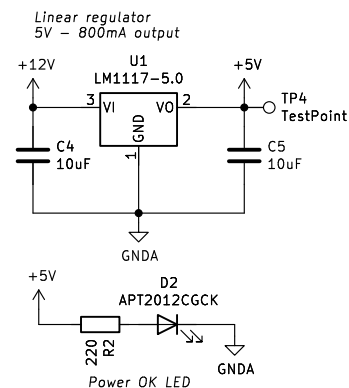 Linear regulator
5V - 800mA output
U1
LM1117-5.0
+12V
+5V
3
VI
VO
2
GND
1
TP4
TestPoint
C4
10uF
C5
10uF
GNDA
+5V
D2
APT2012CGCK
220
R2
GNDA
Power OK LED